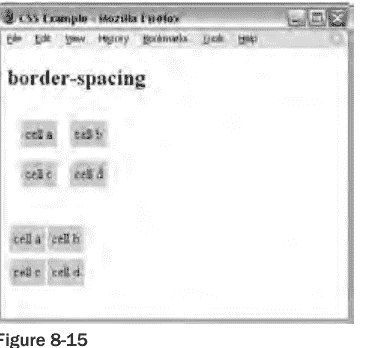 CSS Example - Mozilla Firefox
File Edit View History Bookmarks Tools Help
border-spacing
cell a cell b
cell c cell d
cell a cell b
cell c cell d
Figure 8-15